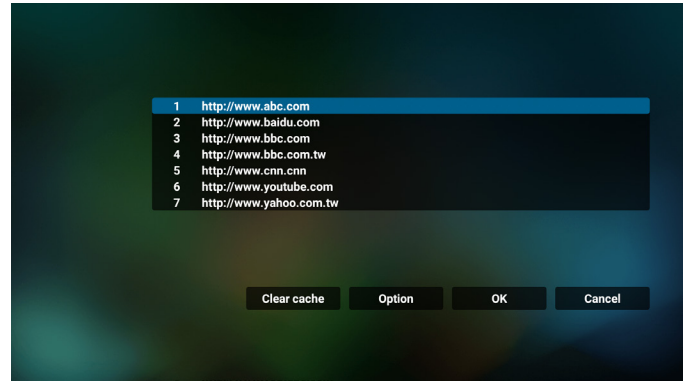 1 http://www.abc.com
2 http://www.baidu.com
3 http://www.bbc.com
4 http://www.bbc.com.tw
5 http://www.cnn.cnn
6 http://www.youtube.com
7 http://www.yahoo.com.tw
Clear cache Option OK Cancel